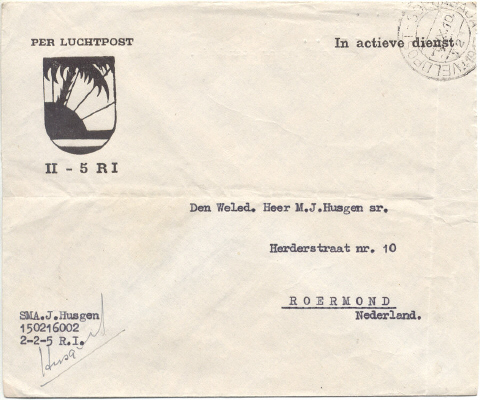 PER LUCHTPOST
In actieve dienst
II - 5 RI
Den Weled. Heer M.J.Husgen sr.
Herderstraat nr. 10
ROERMOND
Nederland.
SMA.J.Husgen
150216002
2-2-5 R.I.
Husgen